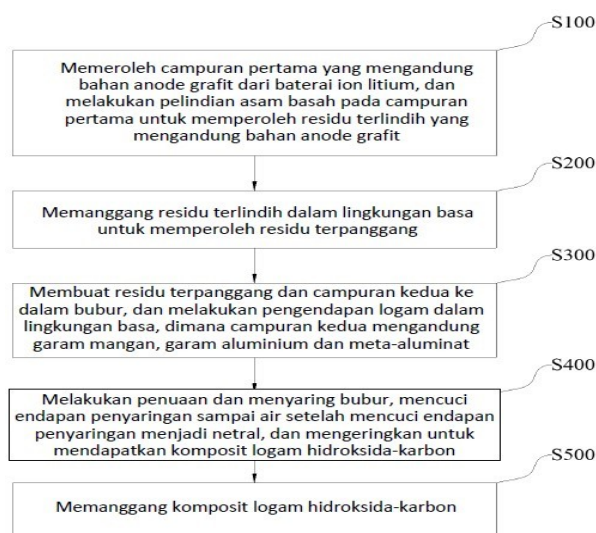 S100
Memeroleh campuran pertama yang mengandung
bahan anode grafit dari baterai ion litium, dan
melakukan pelindian asam basah pada campuran
pertama untuk memperoleh residu terlindih yang
mengandung bahan anode grafit
S200
Memanggang residu terlindih dalam lingkungan basa
untuk memperoleh residu terpanggang
S300
Membuat residu terpanggang dan campuran kedua ke
dalam bubur, dan melakukan pengendapan logam dalam
lingkungan basa, dimana campuran kedua mengandung
garam mangan, garam aluminium dan meta-aluminat
S400
Melakukan penuaan dan menyaring bubur, mencuci
endapan penyaringan sampai air setelah mencuci endapan
penyaringan menjadi netral, dan mengeringkan untuk
mendapatkan komposit logam hidroksida-karbon
S500
Memanggang komposit logam hidroksida-karbon